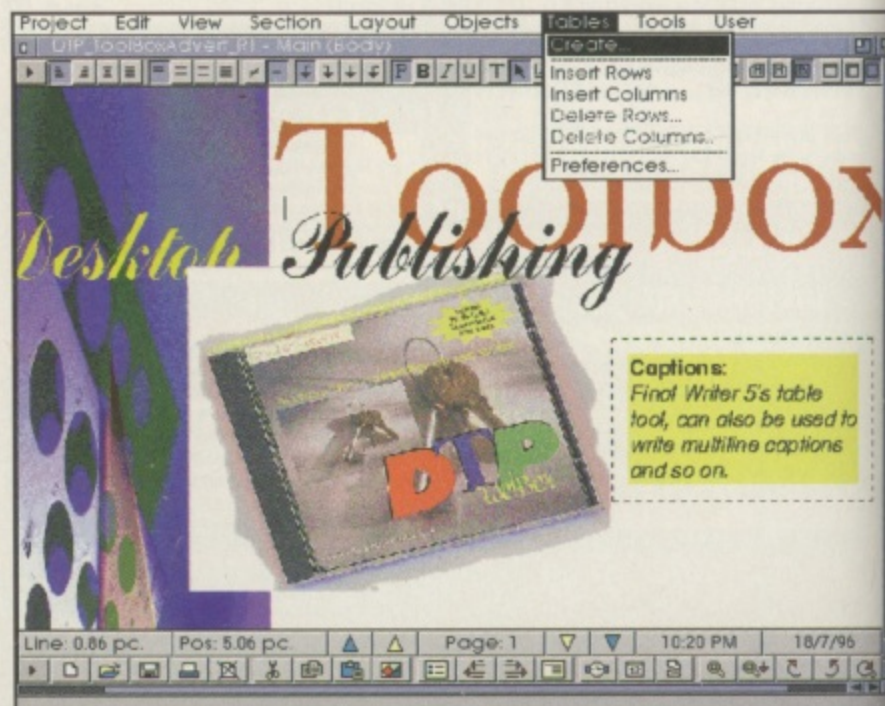 Project Edit View Section Layout Objects Tables Tools User
DTP_ToolBoxAdvert_R1 - Main (Body)
Create...
Insert Rows
Insert Columns
Delete Rows...
Delete Columns...
Preferences...
B I U T
Toolbox
Desktop Publishing
DTP
Captions:
Final Writer 5's table
tool, can also be used to
write multiline captions
and so on.
Line: 0.86 pc. Pos: 5.06 pc. Page: 1 10:20 PM 18/7/96